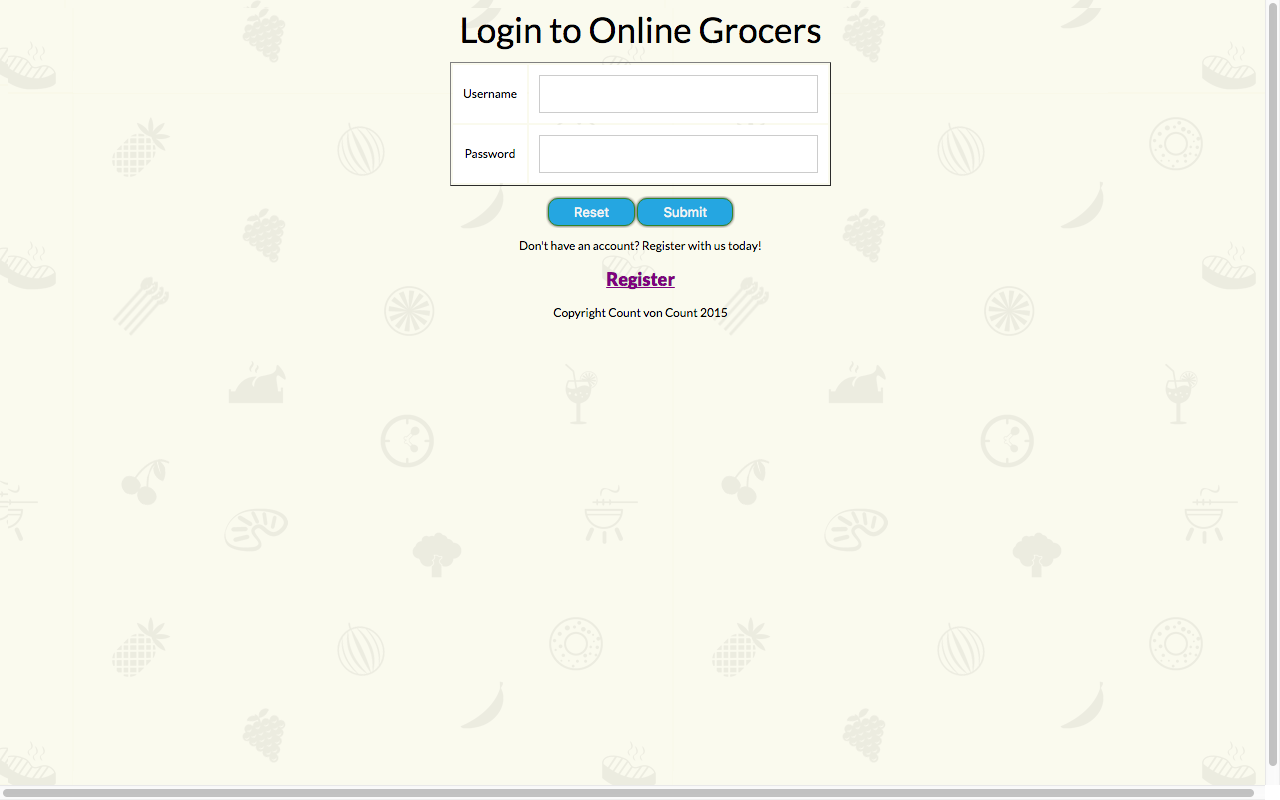 Login to Online Grocers
Username
Password
Reset Submit
Don't have an account? Register with us today!
Register
Copyright Count von Count 2015